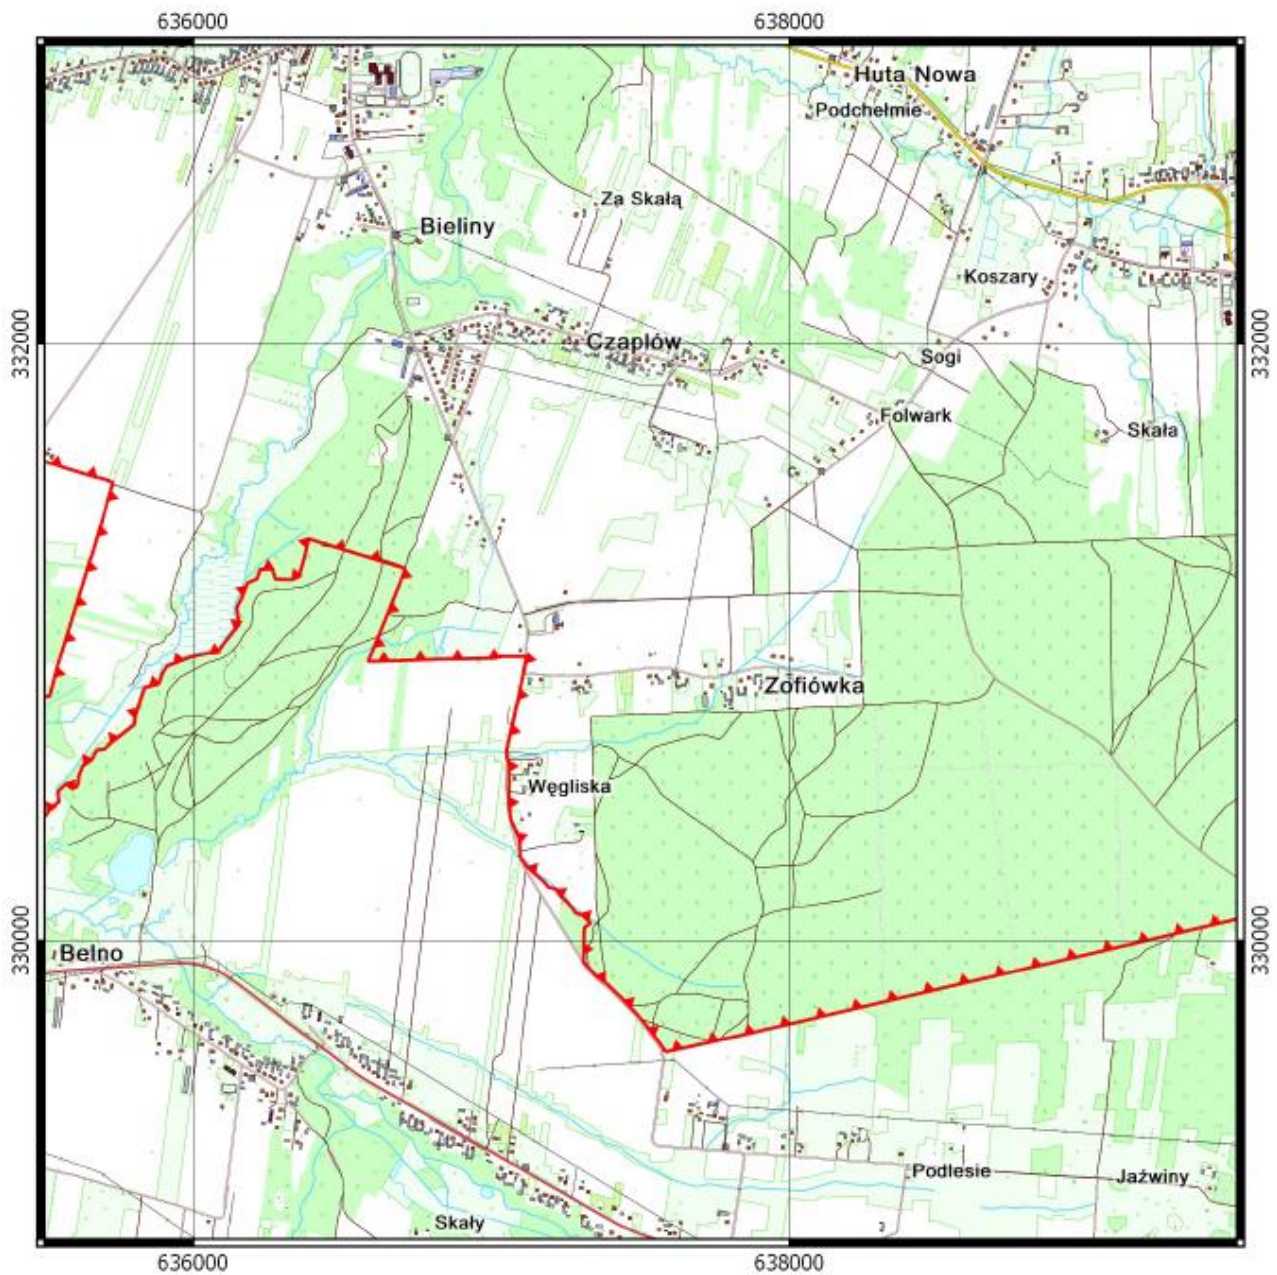 636000
638000
Huta Nowa
Podchełmie
Za Skałą
Bieliny
Koszary
332000
332000
Czaplów
Sogi
Folwark
Skała
Zofiówka
Węgliska
330000
330000
Belno
Podlesie
Jaźwiny
Skały
636000
638000